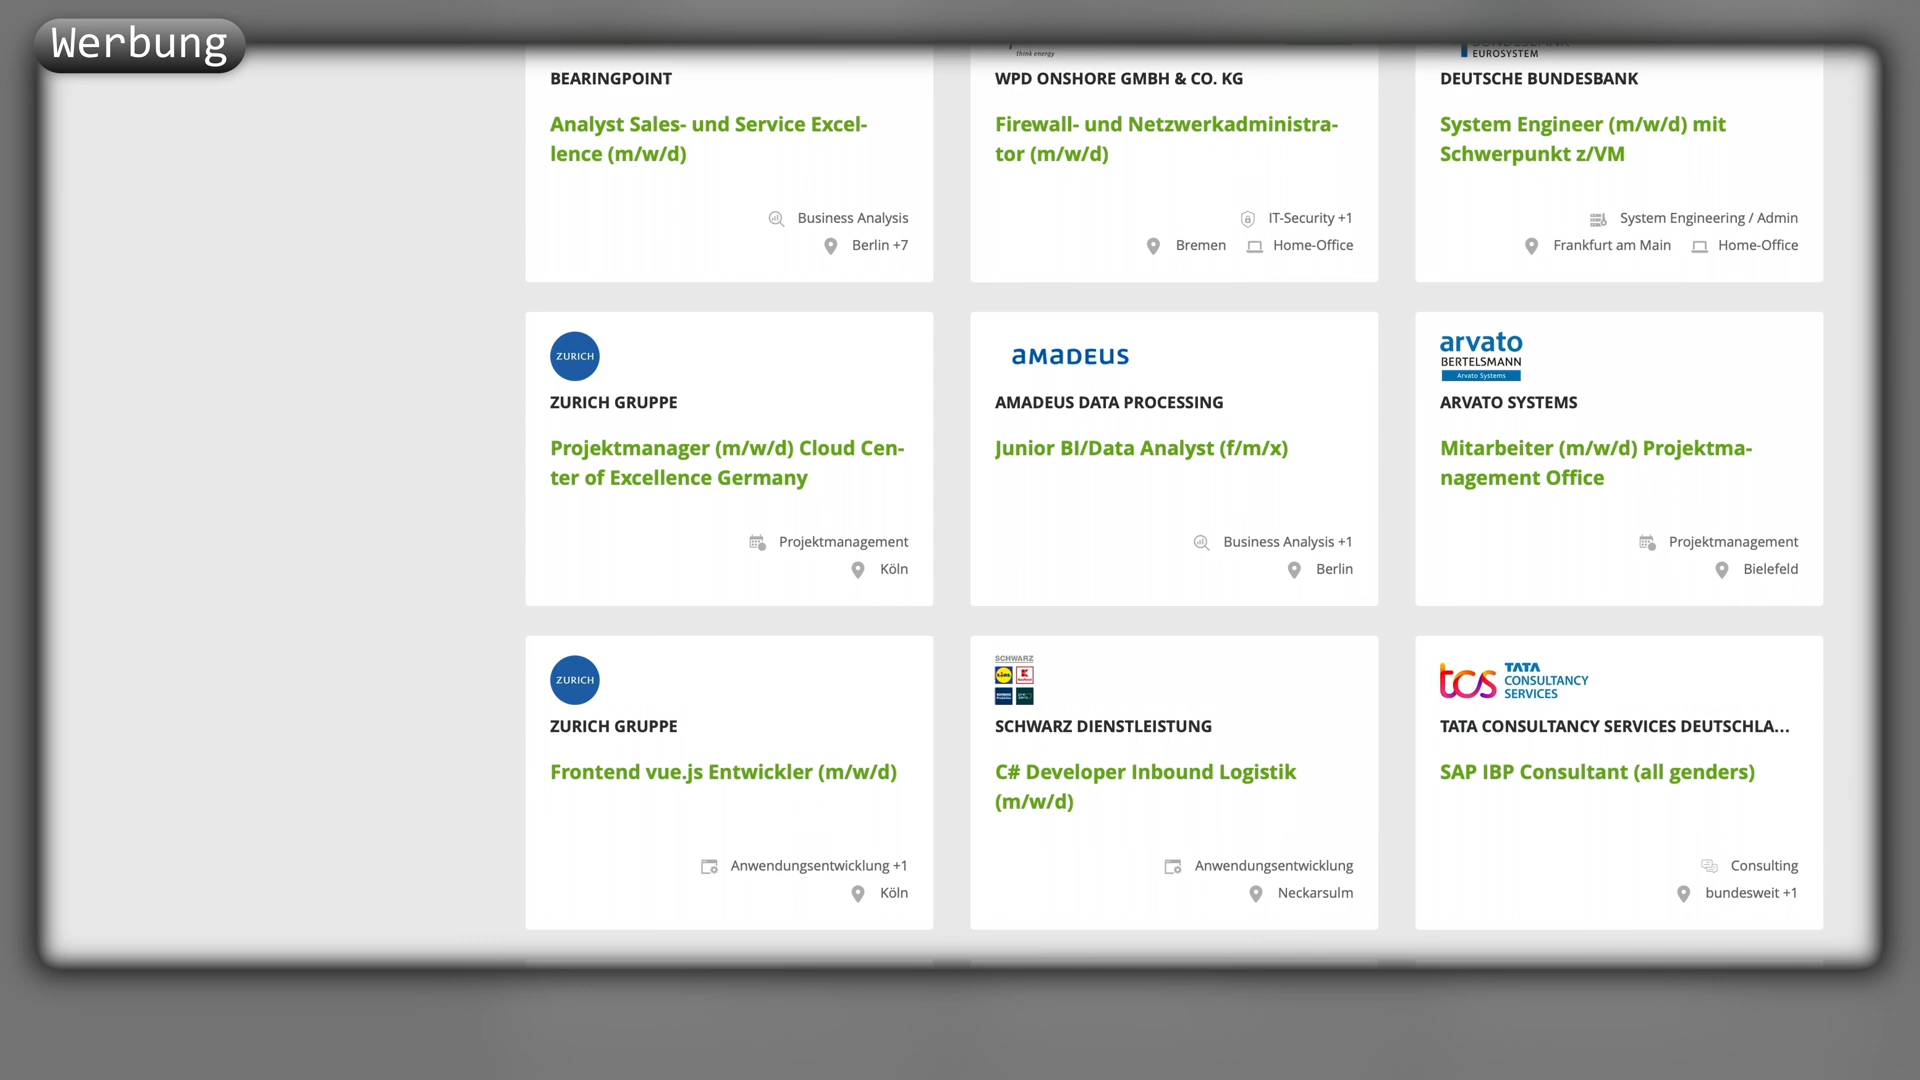 Werbung
think energy
EUROSYSTEM
BEARINGPOINT
Analyst Sales- und Service Excel-
lence (m/w/d)
Business Analysis
Berlin +7
WPD ONSHORE GMBH & CO. KG
Firewall- und Netzwerkadministra-
tor (m/w/d)
IT-Security +1
Bremen Home-Office
DEUTSCHE BUNDESBANK
System Engineer (m/w/d) mit
Schwerpunkt z/VM
System Engineering / Admin
Frankfurt am Main Home-Office
ZURICH
ZURICH GRUPPE
Projektmanager (m/w/d) Cloud Cen-
ter of Excellence Germany
Projektmanagement
Köln
amaDEUS
AMADEUS DATA PROCESSING
Junior BI/Data Analyst (f/m/x)
Business Analysis +1
Berlin
arvato
BERTELSMANN
Arvato Systems
ARVATO SYSTEMS
Mitarbeiter (m/w/d) Projektma-
nagement Office
Projektmanagement
Bielefeld
ZURICH
ZURICH GRUPPE
Frontend vue.js Entwickler (m/w/d)
Anwendungsentwicklung +1
Köln
SCHWARZ
SCHWARZ DIENSTLEISTUNG
C# Developer Inbound Logistik
(m/w/d)
Anwendungsentwicklung
Neckarsulm
tcs TATA
CONSULTANCY
SERVICES
TATA CONSULTANCY SERVICES DEUTSCHLA...
SAP IBP Consultant (all genders)
Consulting
bundesweit +1